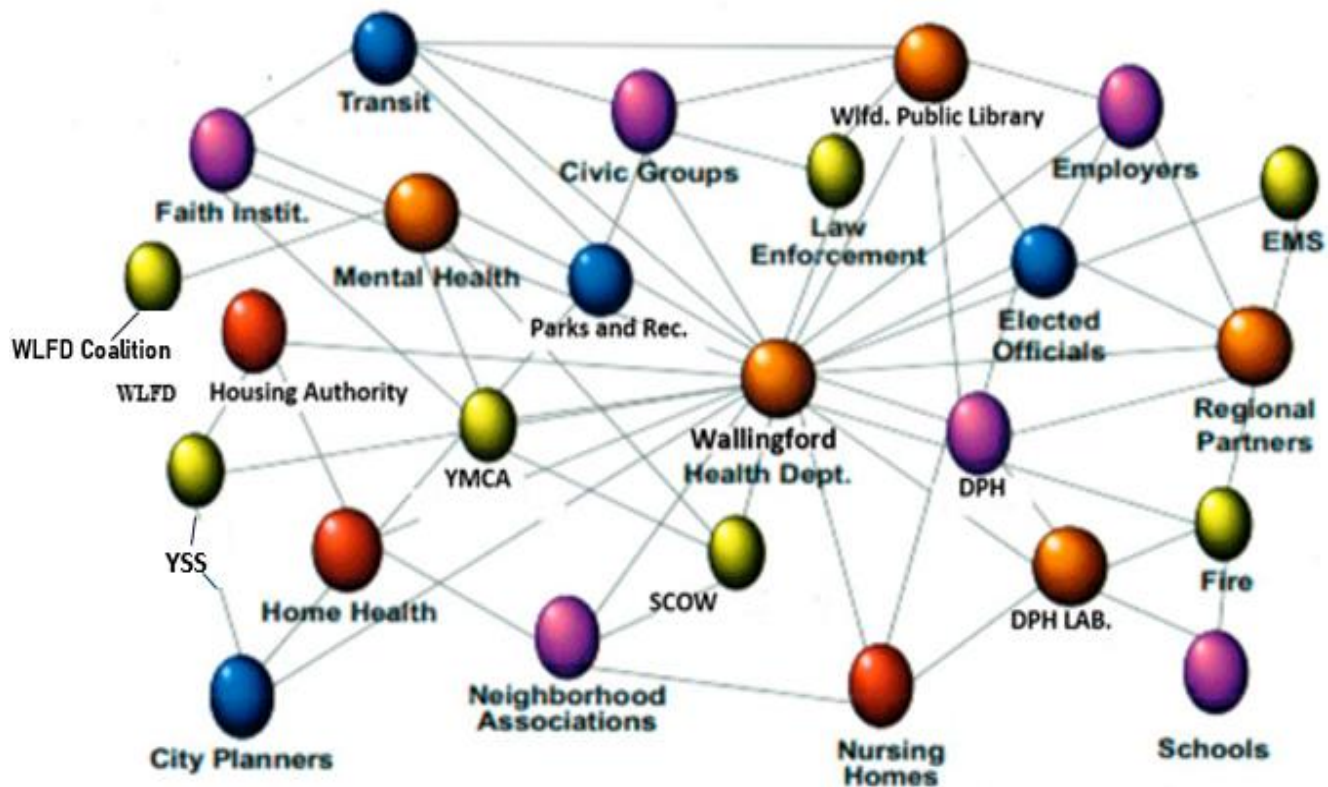 Transit
Wlfd. Public Library
Civic Groups
Employers
Faith Instit.
Law
Enforcement
EMS
Mental Health
Parks and Rec.
Elected
Officials
WLFD Coalition
WLFD Housing Authority
Regional
Partners
Wallingford
Health Dept.
YMCA
DPH
YSS
Fire
SCOW
Home Health
DPH LAB.
Neighborhood
Associations
City Planners
Nursing
Homes
Schools